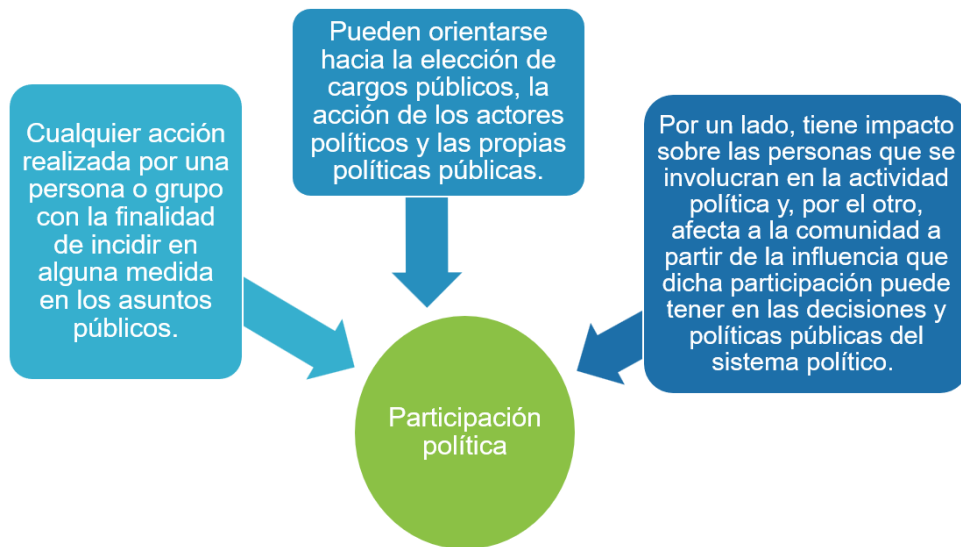 Cualquier acción
realizada por una
persona o grupo
con la finalidad
de incidir en
alguna medida
en los asuntos
públicos.
Pueden orientarse
hacia la elección de
cargos públicos, la
acción de los actores
políticos y las propias
políticas públicas.
Por un lado, tiene impacto
sobre las personas que se
involucran en la actividad
política y, por el otro,
afecta a la comunidad a
partir de la influencia que
dicha participación puede
tener en las decisiones y
políticas públicas del
sistema político.
Participación
política